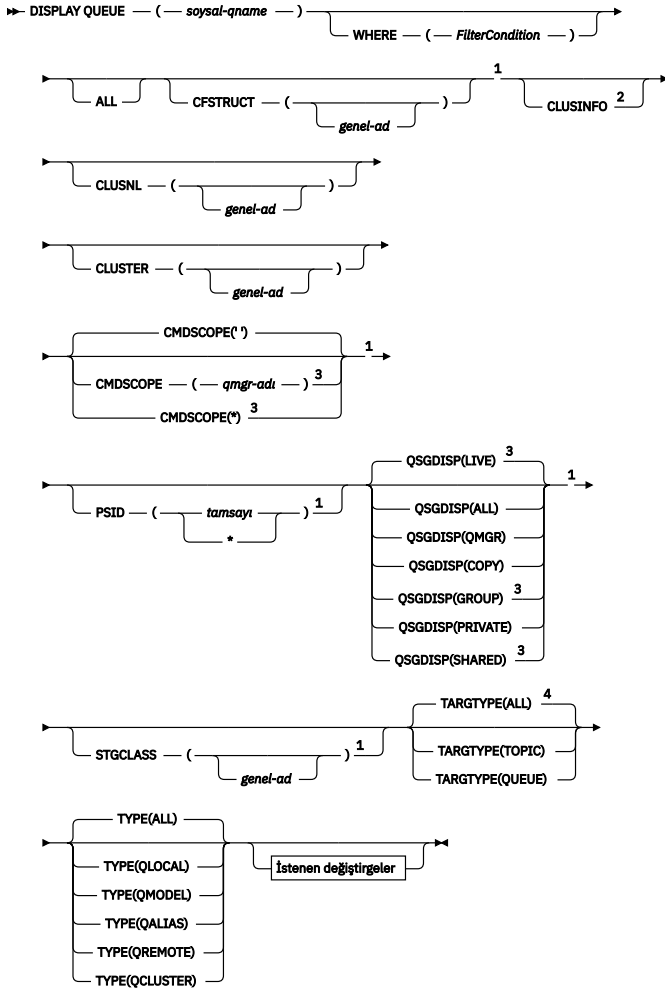 DISPLAY QUEUE ( soysal-qname )
WHERE ( FilterCondition )
ALL CFSTRUCT ( genel-ad ) 1 CLUSINFO 2
CLUSNL ( genel-ad )
CLUSTER ( genel-ad )
CMDSCOPE(' ')
CMDSCOPE ( qmgr-adı ) 3 1
CMDSCOPE(*) 3
PSID ( tamsayı ) 1
*
QSGDISP(LIVE) 3
QSGDISP(ALL) 1
QSGDISP(QMGR)
QSGDISP(COPY)
QSGDISP(GROUP) 3
QSGDISP(PRIVATE)
QSGDISP(SHARED) 3
STGCLASS ( genel-ad ) 1
TARGTYPE(ALL) 4
TARGTYPE(TOPIC)
TARGTYPE(QUEUE)
TYPE(ALL)
TYPE(QLOCAL)
TYPE(QMODEL)
TYPE(QALIAS)
TYPE(QREMOTE)
TYPE(QCLUSTER)
İstenen değiştirgeler